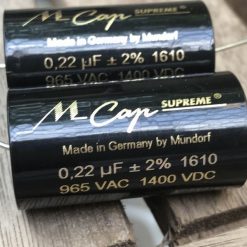 M Cap SUPREME®
Made in Germany by Mundorf
0,22 µF ± 2% 1610
965 VAC 1400 VDC
M Cap SUPREME®
Made in Germany by Mundorf
0,22 µF ± 2% 1610
965 VAC 1400 VDC